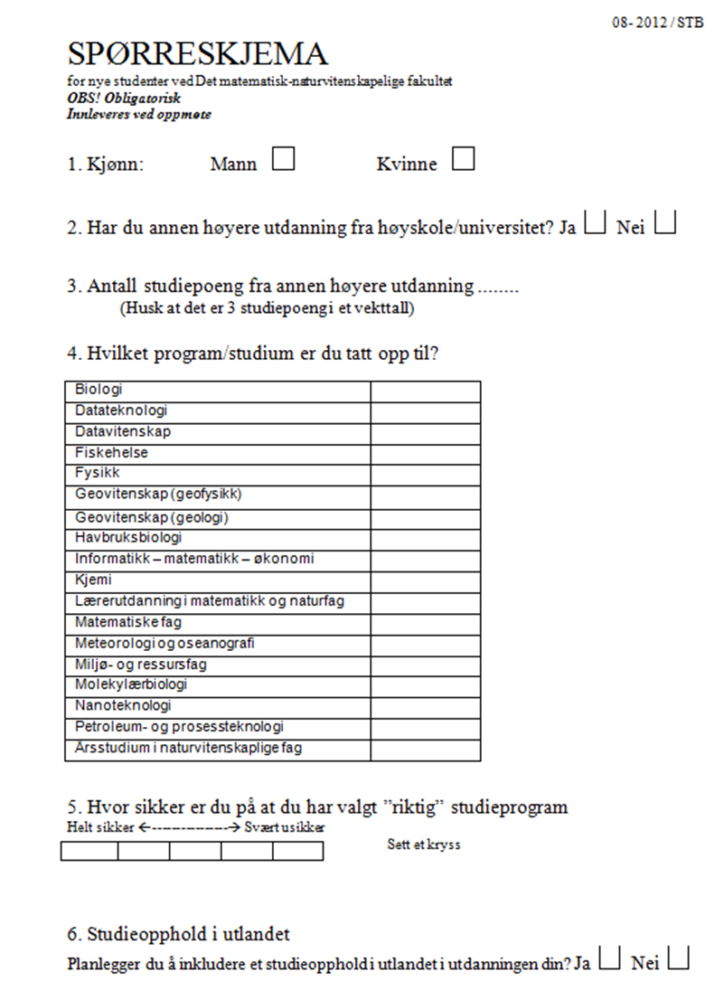 08-2012 / STB
SPØRRESKJEMA
for nye studenter ved Det matematisk-naturvitenskapelige fakultet
OBS! Obligatorisk
Innleveres ved oppmøte
1. Kjønn: Mann Kvinne
2. Har du annen høyere utdanning fra høyskole/universitet? Ja Nei
3. Antall studiepoeng fra annen høyere utdanning ........
(Husk at det er 3 studiepoeng i et vekttall)
4. Hvilket program/studium er du tatt opp til?
Biologi
Datateknologi
Datavitenskap
Fiskehelse
Fysikk
Geovitenskap (geofysikk)
Geovitenskap (geologi)
Havbruksbiologi
Informatikk – matematikk – økonomi
Kjemi
Lærerutdanning i matematikk og naturfag
Matematiske fag
Meteorologi og oseanografi
Miljø- og ressursfag
Molekylærbiologi
Nanoteknologi
Petroleum- og prosessteknologi
Årsstudium i naturvitenskaplige fag
5. Hvor sikker er du på at du har valgt ”riktig” studieprogram
Helt sikker ←-----------------→ Svært usikker
Sett et kryss
6. Studieopphold i utlandet
Planlegger du å inkludere et studieopphold i utlandet i utdanningen din? Ja Nei